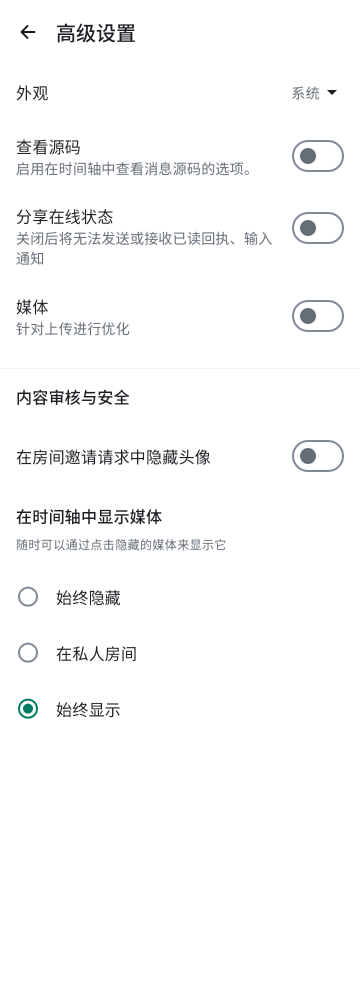 高级设置
外观
系统
查看源码
启用在时间轴中查看消息源码的选项。
分享在线状态
关闭后将无法发送或接收已读回执、输入
通知
媒体
针对上传进行优化
内容审核与安全
在房间邀请请求中隐藏头像
在时间轴中显示媒体
随时可以通过点击隐藏的媒体来显示它
始终隐藏
在私人房间
始终显示